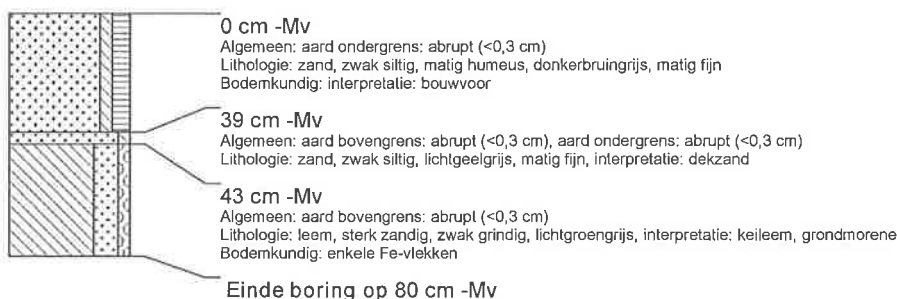 0 cm -Mv
Algemeen: aard ondergrens: abrupt (<0,3 cm)
Lithologie: zand, zwak siltig, matig humeus, donkerbruingrijs, matig fijn
Bodemkundig: interpretatie: bouwvoor
39 cm -Mv
Algemeen: aard bovengrens: abrupt (<0,3 cm), aard ondergrens: abrupt (<0,3 cm)
Lithologie: zand, zwak siltig, lichtgeelgrijs, matig fijn, interpretatie: dekzand
43 cm -Mv
Algemeen: aard bovengrens: abrupt (<0,3 cm)
Lithologie: leem, sterk zandig, zwak grindig, lichtgroengrijs, interpretatie: keileem, grondmorene
Bodemkundig: enkele Fe-vlekken
Einde boring op 80 cm -Mv